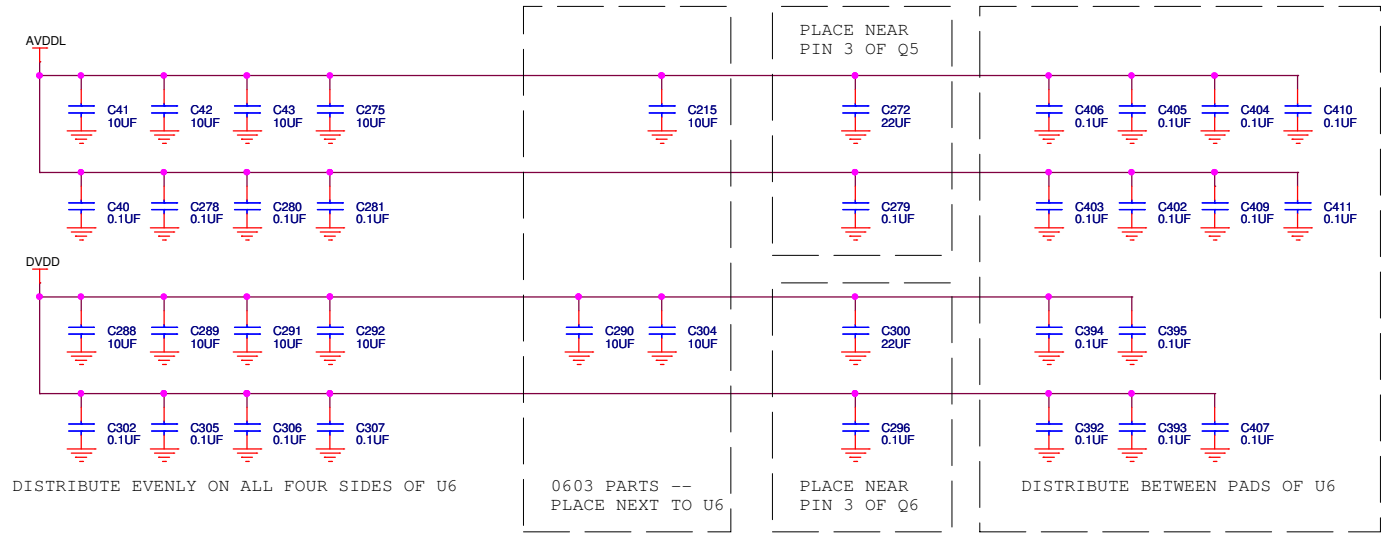 PLACE NEAR
PIN 3 OF Q5
AVDDL
C41
10UF
C42
10UF
C43
10UF
C275
10UF
C215
10UF
C272
22UF
C406
0.1UF
C405
0.1UF
C404
0.1UF
C410
0.1UF
C40
0.1UF
C278
0.1UF
C280
0.1UF
C281
0.1UF
C279
0.1UF
C403
0.1UF
C402
0.1UF
C409
0.1UF
C411
0.1UF
DVDD
C288
10UF
C289
10UF
C291
10UF
C292
10UF
C290
10UF
C304
10UF
C300
22UF
C394
0.1UF
C395
0.1UF
C302
0.1UF
C305
0.1UF
C306
0.1UF
C307
0.1UF
C296
0.1UF
C392
0.1UF
C393
0.1UF
C407
0.1UF
DISTRIBUTE EVENLY ON ALL FOUR SIDES OF U6
0603 PARTS --
PLACE NEXT TO U6
PLACE NEAR
PIN 3 OF Q6
DISTRIBUTE BETWEEN PADS OF U6